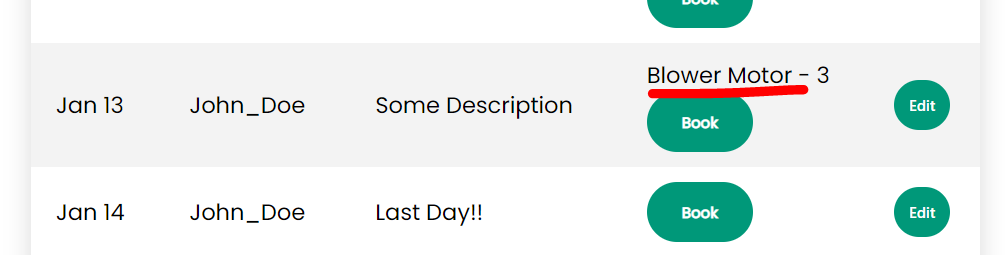 Book
Blower Motor - 3
Jan 13 John_Doe Some Description Book Edit
Jan 14 John_Doe Last Day!! Book Edit